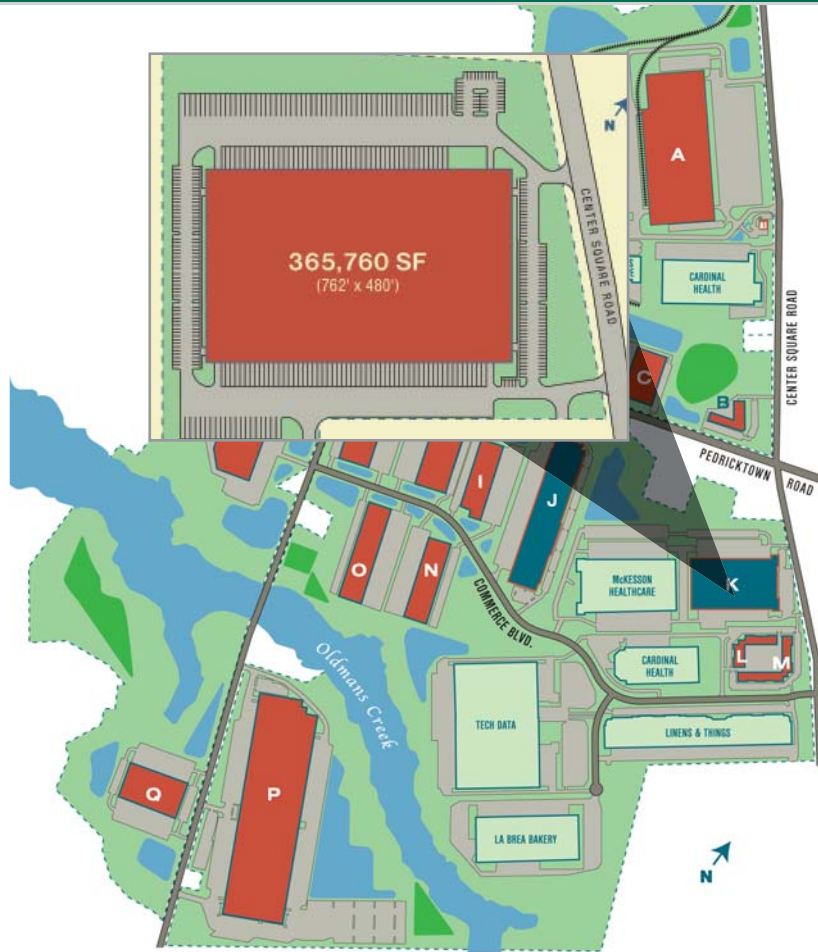 N
A
365,760 SF
(762' x 480')
CENTER SQUARE ROAD
CARDINAL
HEALTH
CENTER SQUARE ROAD
C
B
PEDRICKTOWN
ROAD
I
J
O
N
COMMERCE BLVD.
McKESSON
HEALTHCARE
K
L
M
CARDINAL
HEALTH
Oldmans Creek
TECH DATA
LINENS & THINGS
Q
P
LA BREA BAKERY
N